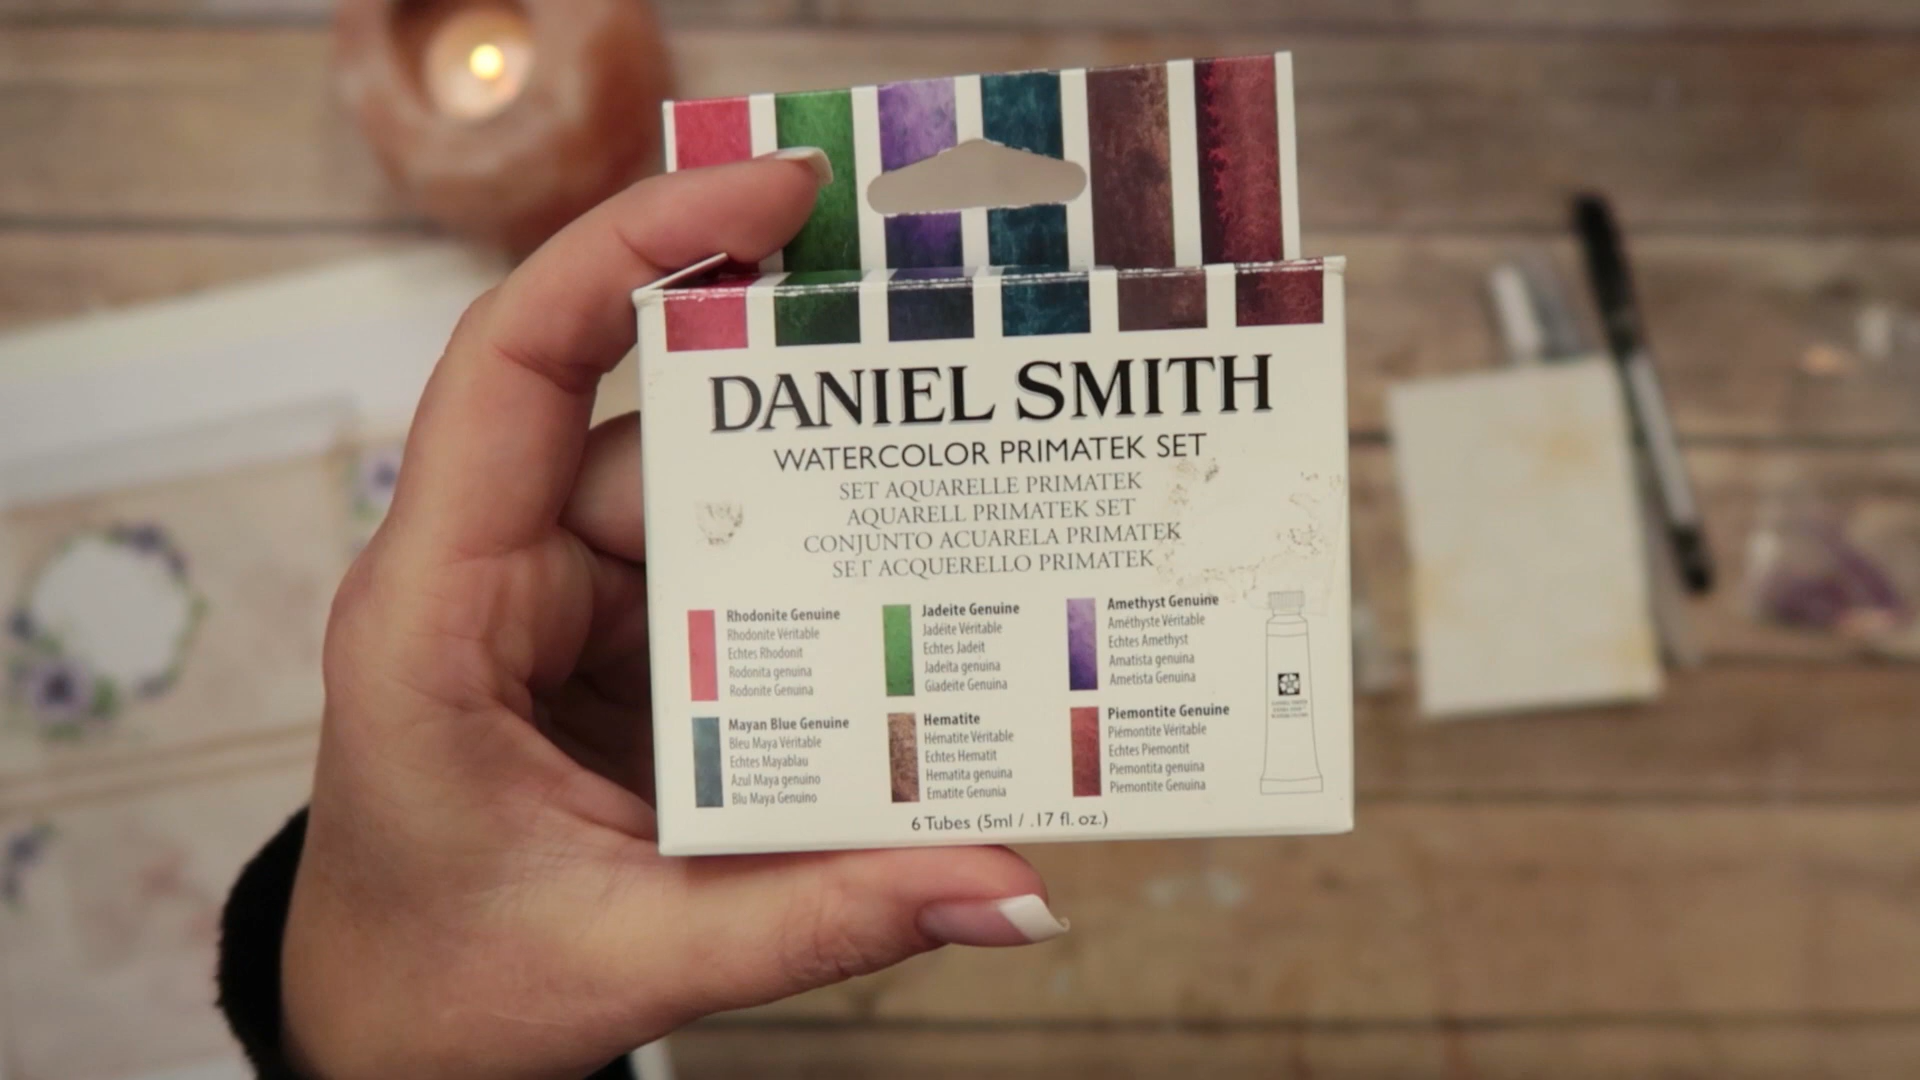 DANIEL SMITH
WATERCOLOR PRIMATEK SET
SET AQUARELLE PRIMATEK
AQUARELL PRIMATEK SET
CONJUNTO ACUARELA PRIMATEK
SET ACQUERELLO PRIMATEK
Rhodonite Genuine
Rhodonite Véritable
Echtes Rhodonit
Rodonita genuina
Rodonite Genuina
Jadeite Genuine
Jadéite Véritable
Echtes Jadeit
Jadeíta genuina
Giadeite Genuina
Amethyst Genuine
Améthyste Véritable
Echtes Amethyst
Amatista genuina
Ametista Genuina
Mayan Blue Genuine
Bleu Maya Véritable
Echtes Mayablau
Azul Maya genuino
Blu Maya Genuino
Hematite
Hématite Véritable
Echtes Hematit
Hematita genuina
Ematite Genunia
Piemontite Genuine
Piémontite Véritable
Echtes Piemontit
Piemontita genuina
Piemontite Genuina
6 Tubes (5ml / .17 fl. oz.)